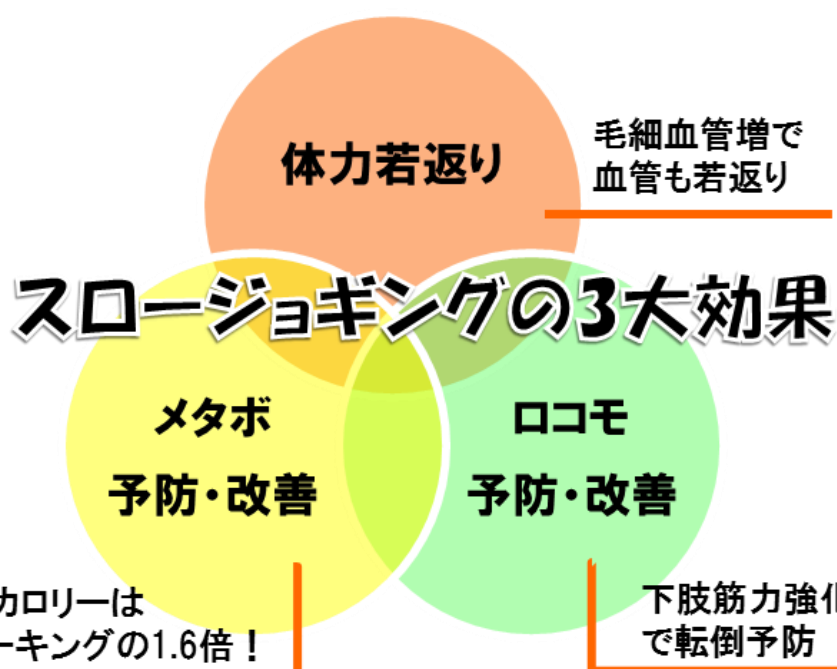 体力若返り
毛細血管増で
血管も若返り
スロージョギングの3大効果
メタボ
予防・改善
ロコモ
予防・改善
カロリーは
ーキングの1.6倍！
下肢筋力強化
で転倒予防